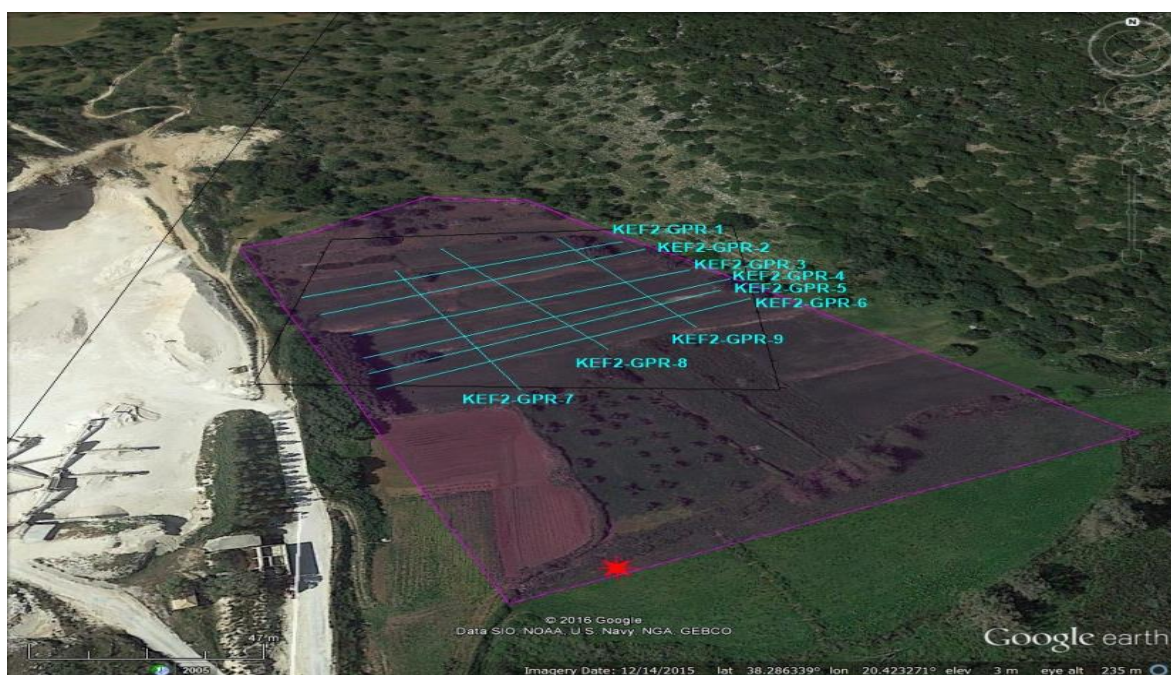 N
KEF2-GPR-1
KEF2-GPR-2
KEF2-GPR-3
KEF2-GPR-4
KEF2-GPR-5
KEF2-GPR-6
KEF2-GPR-9
KEF2-GPR-8
KEF2-GPR-7
© 2016 Google
Data SIO, NOAA, U.S. Navy, NGA, GEBCO
Google earth
47 m
2005
Imagery Date: 12/14/2015 lat 38.286339° lon 20.423271° elev 3 m eye alt 235 m